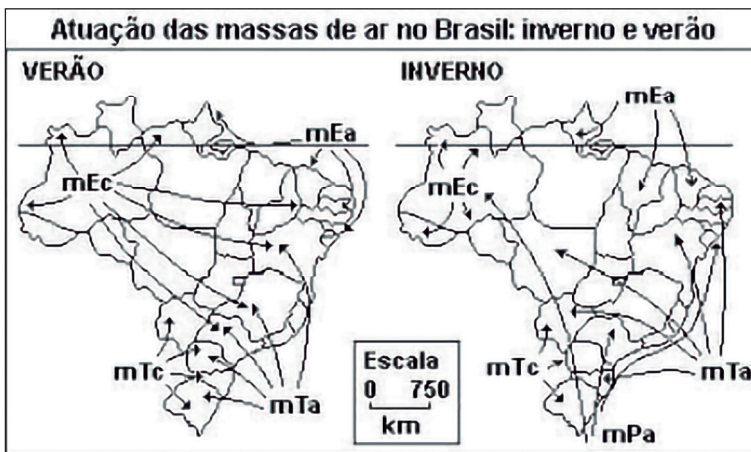 Atuação das massas de ar no Brasil: inverno e verão
VERÃO
mEc
mEa
mTc
mTa
INVERNO
mEa
mEc
mTc
mTa
mPa
Escala
0 750
km